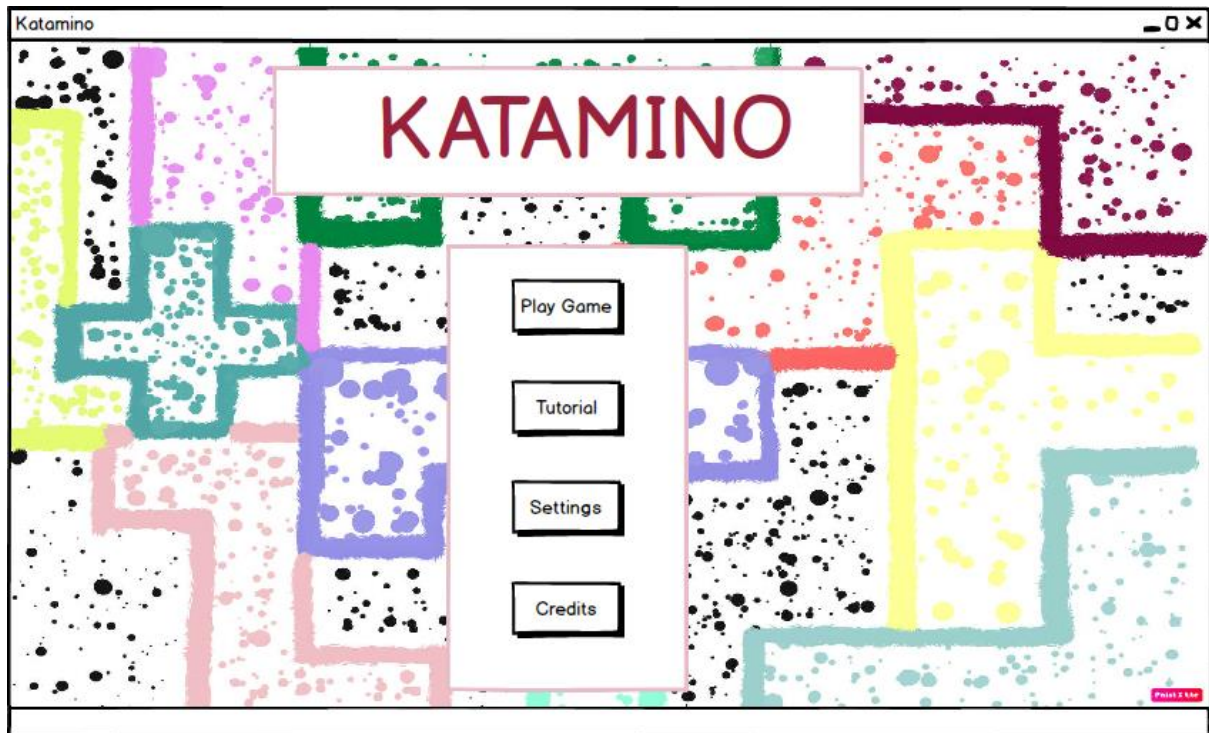 Katamino
KATAMINO
Play Game
Tutorial
Settings
Credits